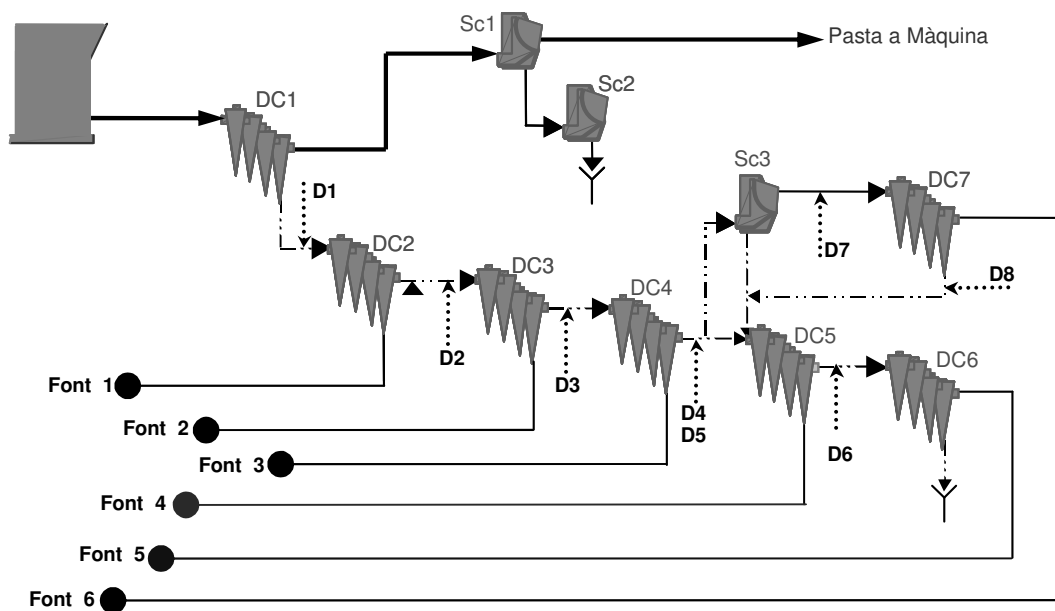 Sc1
Pasta a Màquina
Sc2
DC1
Sc3
DC7
D1
DC2
D7
DC3
D8
DC4
D2
DC5
D3
DC6
Font 1
D4
D5
Font 2
D6
Font 3
Font 4
Font 5
Font 6